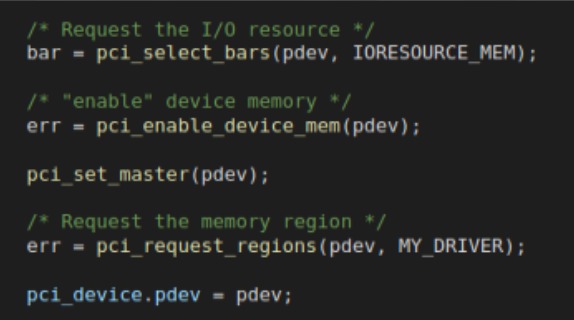 /* Request the I/O resource */
bar = pci_select_bars(pdev, IORESOURCE_MEM);
/* "enable" device memory */
err = pci_enable_device_mem(pdev);
pci_set_master(pdev);
/* Request the memory region */
err = pci_request_regions(pdev, MY_DRIVER);
pci_device.pdev = pdev;